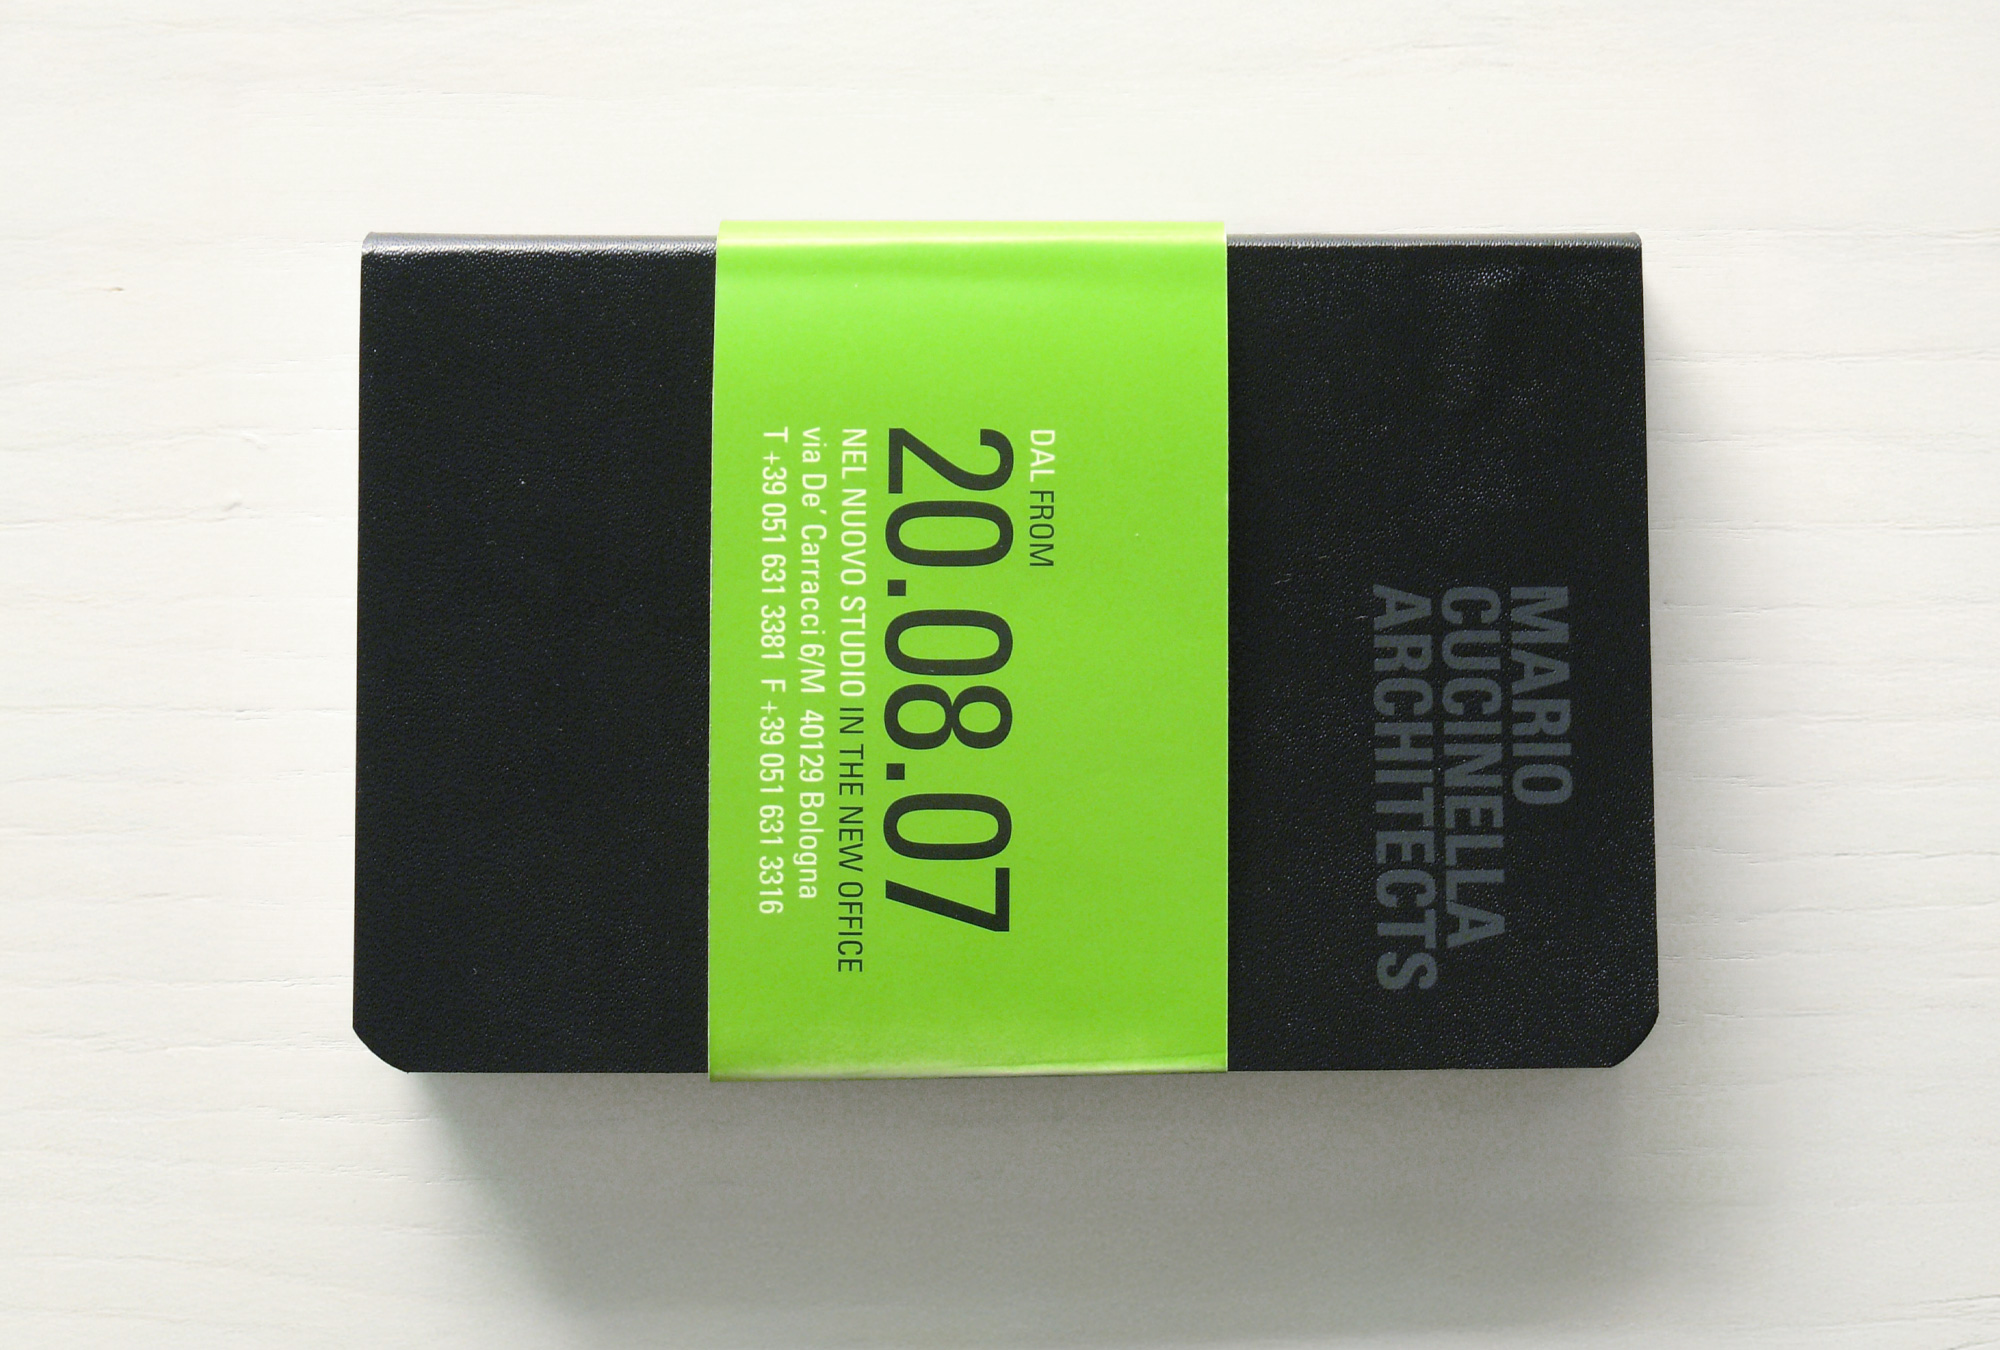 MARIO
CUCINELLA
ARCHITECTS
DAL FROM
20.08.07
NEL NUOVO STUDIO IN THE NEW OFFICE
via De' Carracci 6/M 40129 Bologna
T +39 051 631 3381 F +39 051 631 3316